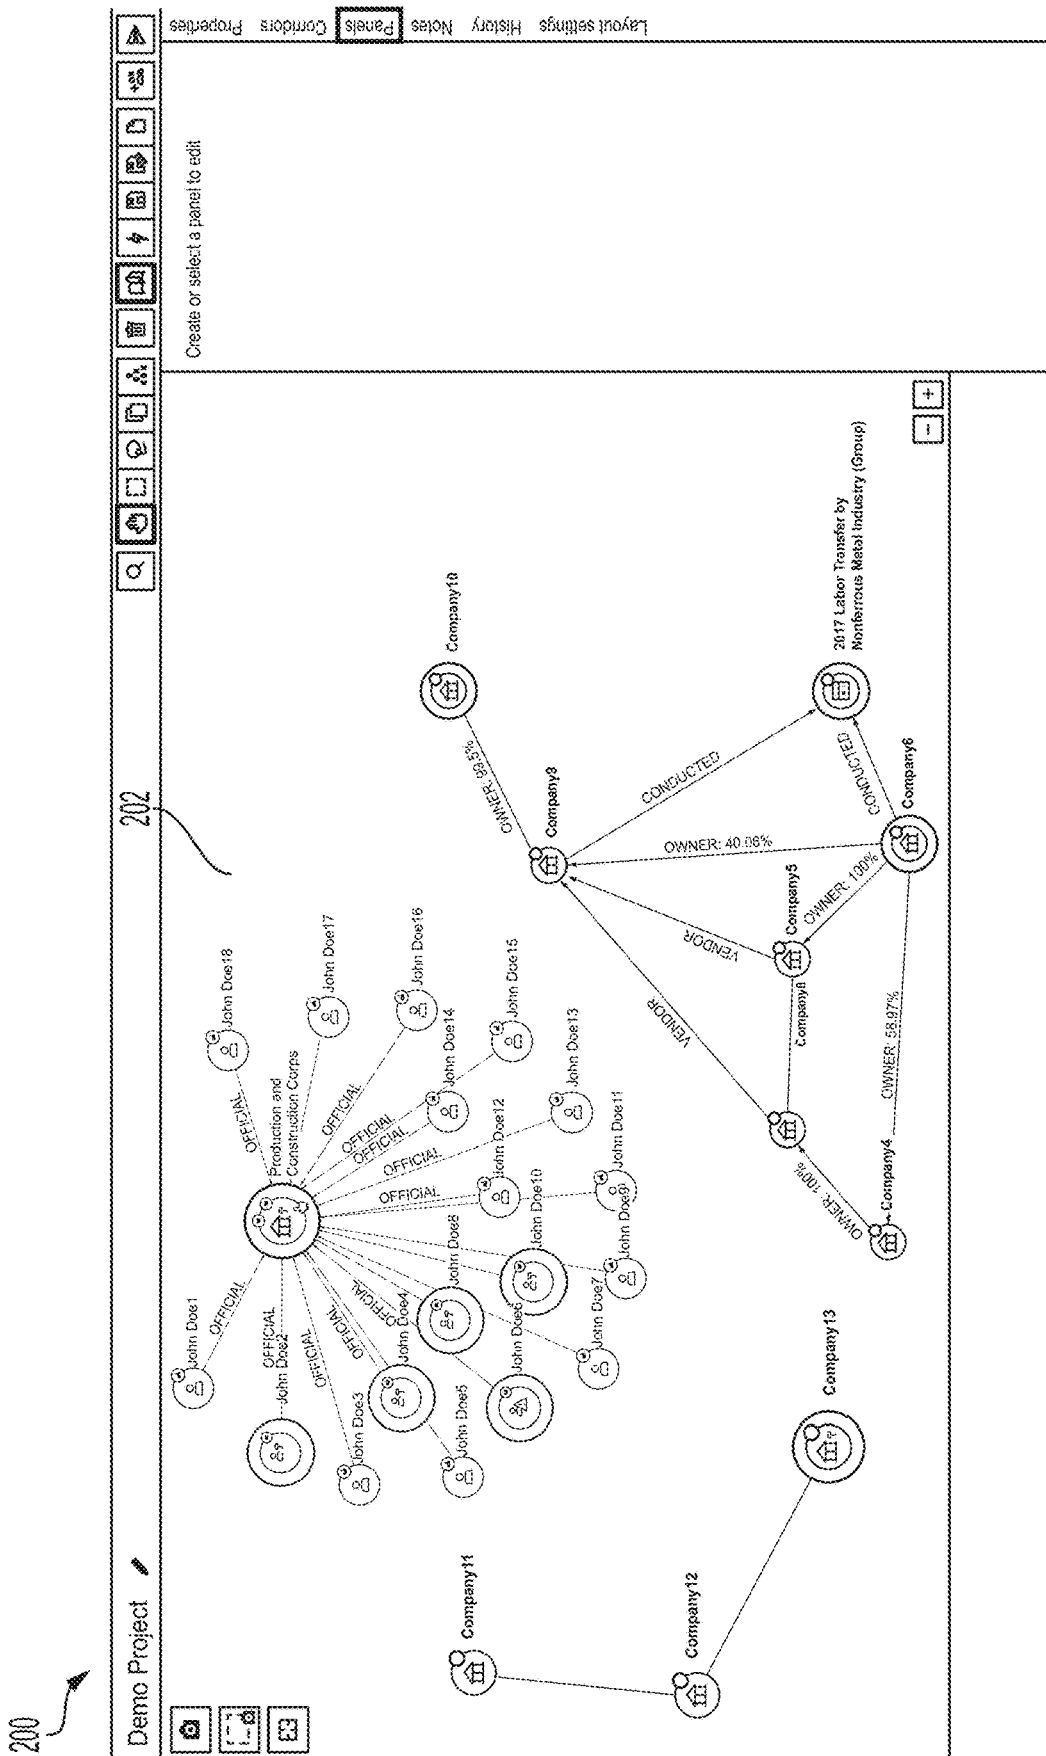 200
Demo Project
202
Layout settings
History
Notes
Panels
Corridors
Properties
Create or select a panel to edit
John Doe1
OFFICIAL
OFFICIAL
John Doe2
OFFICIAL
John Doe3
OFFICIAL
John Doe4
OFFICIAL
John Doe5
John Doe6
John Doe7
John Doe8
John Doe9
John Doe10
John Doe11
OFFICIAL
John Doe12
OFFICIAL
John Doe13
OFFICIAL
John Doe14
OFFICIAL
John Doe15
OFFICIAL
John Doe16
John Doe17
OFFICIAL
John Doe18
Production and
Construction Corps
Company11
Company12
Company13
Company10
OWNER: 99.5%
CONDUCTED
2017 Labor Transfer by
Nonferrous Metal Industry (Group)
CONDUCTED
Company6
OWNER: 40.06%
OWNER: 100%
Company5
VENDOR
VENDOR
OWNER: 58.97%
OWNER: 100%
Company4
- +